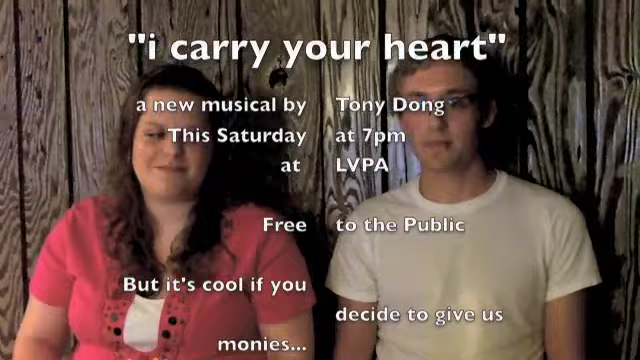 "i carry your heart"
a new musical by Tony Dong
This Saturday at 7pm
at LVPA
Free to the Public
But it's cool if you
decide to give us
monies...